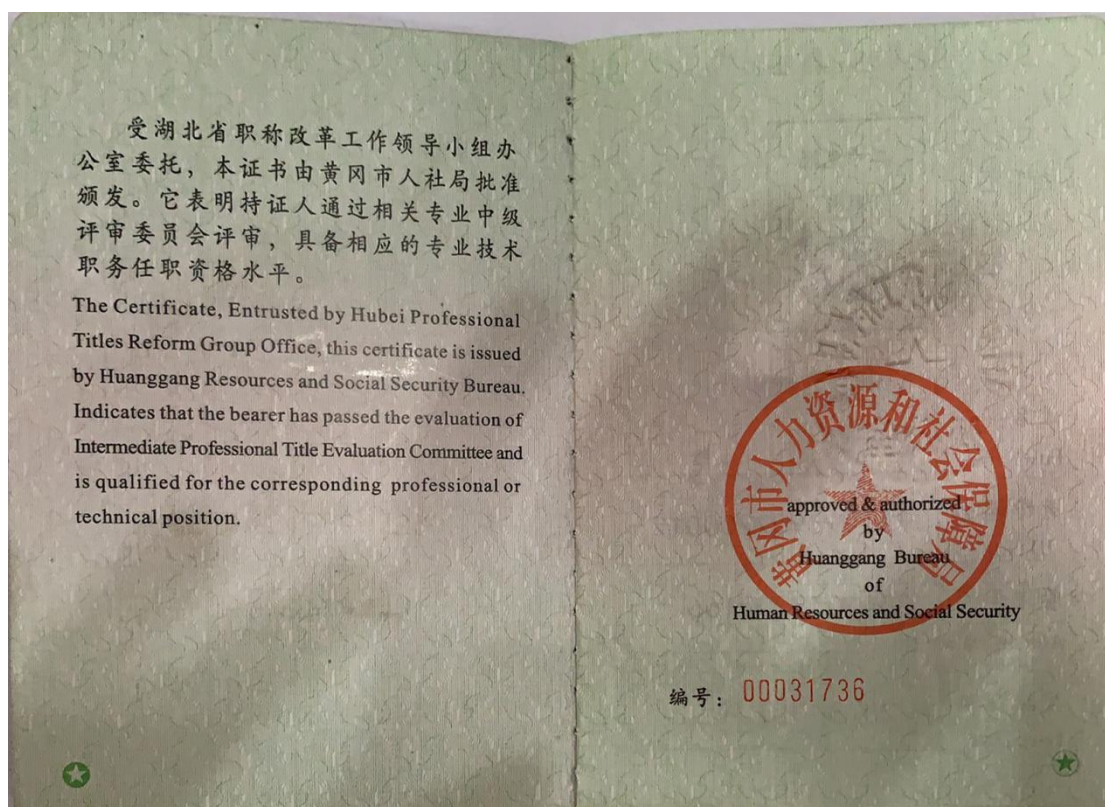 受湖北省职称改革工作领导小组办
公室委托，本证书由黄冈市人社局批准
颁发。它表明持证人通过相关专业中级
评审委员会评审，具备相应的专业技术
职务任职资格水平。
The Certificate, Entrusted by Hubei Professional
Titles Reform Group Office, this certificate is issued
by Huanggang Resources and Social Security Bureau.
Indicates that the bearer has passed the evaluation of
Intermediate Professional Title Evaluation Committee and
is qualified for the corresponding professional or
technical position.
黄冈市人力资源和社会保障局
approved & authorized
by
Huanggang Bureau
of
Human Resources and Social Security
编号：00031736